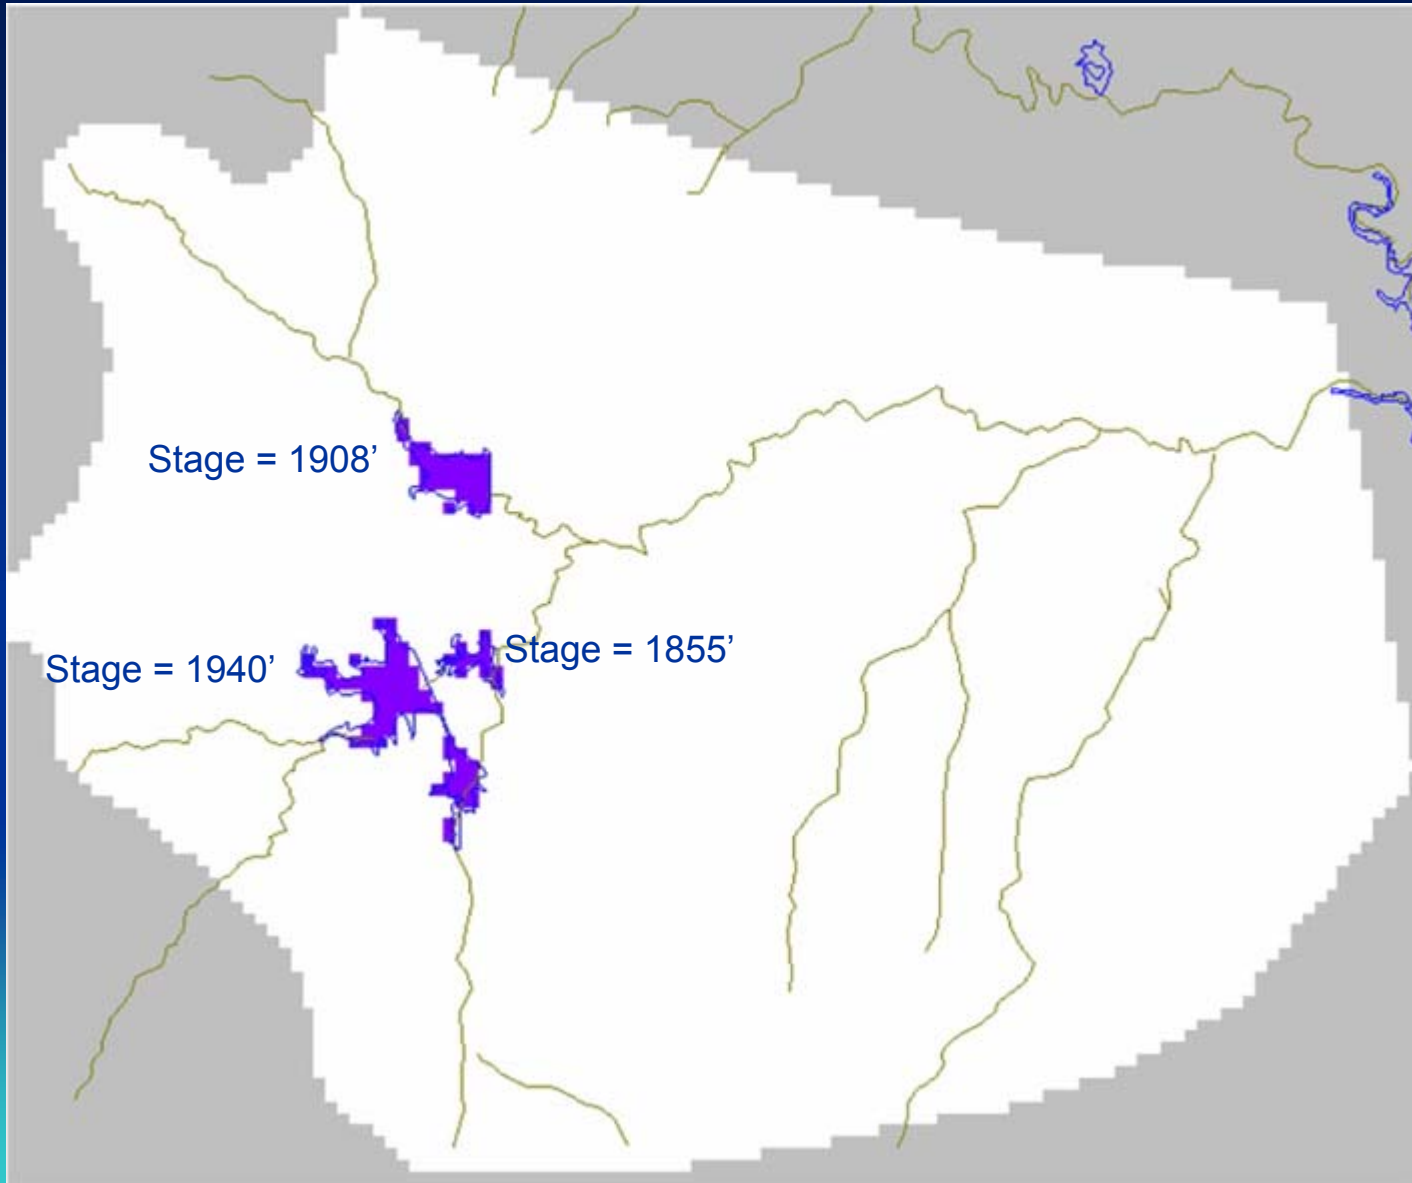 Stage = 1908’
Stage = 1855’
Stage = 1940’